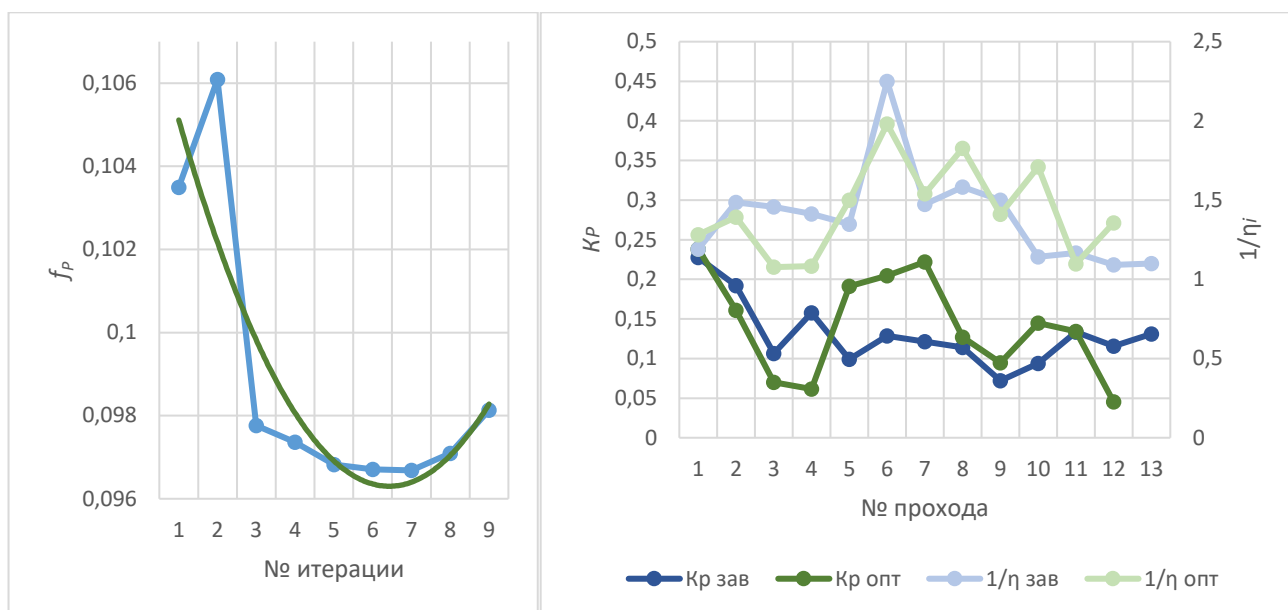 0,106
0,104
0,102
0,1
0,098
0,096
fP
1 2 3 4 5 6 7 8 9
№ итерации
0,5
0,45
0,4
0,35
0,3
0,25
0,2
0,15
0,1
0,05
0
KP
2,5
2
1,5
1
0,5
0
1/ηi
1 2 3 4 5 6 7 8 9 10 11 12 13
№ прохода
Кр зав Кр опт 1/η зав 1/η опт